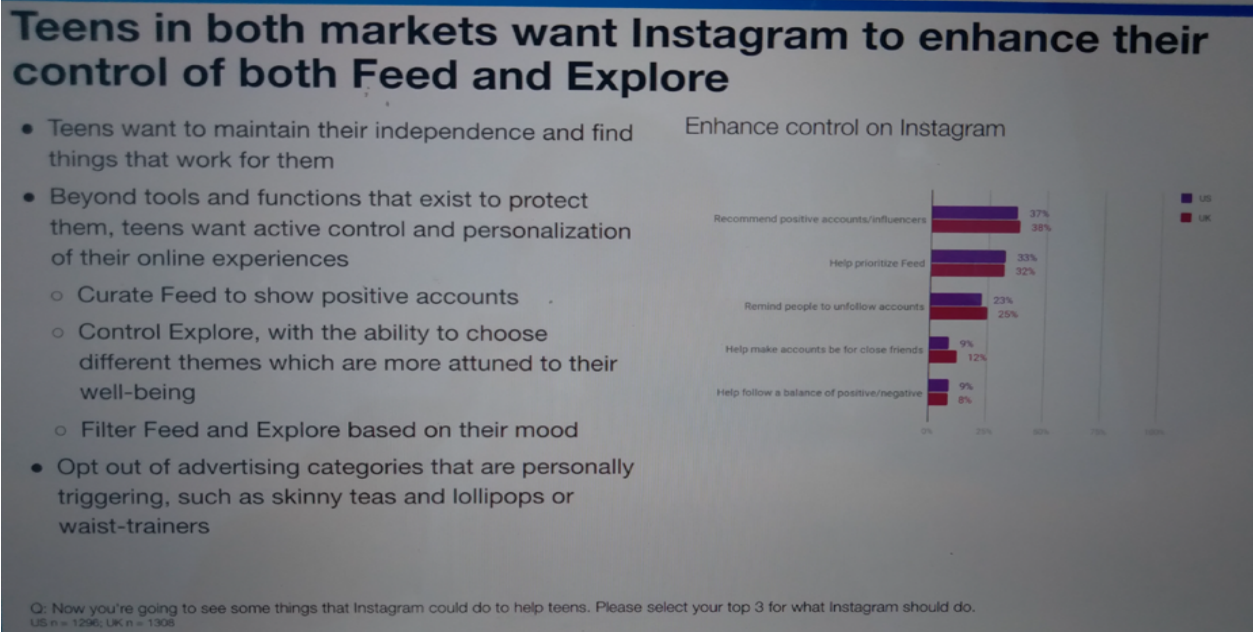 Teens in both markets want Instagram to enhance their
control of both Feed and Explore
• Teens want to maintain their independence and find
things that work for them
• Beyond tools and functions that exist to protect
them, teens want active control and personalization
of their online experiences
○ Curate Feed to show positive accounts
○ Control Explore, with the ability to choose
different themes which are more attuned to their
well-being
○ Filter Feed and Explore based on their mood
• Opt out of advertising categories that are personally
triggering, such as skinny teas and lollipops or
waist-trainers
Enhance control on Instagram
US
UK
Recommend positive accounts/influencers
37%
38%
Help prioritize Feed
33%
32%
Remind people to unfollow accounts
23%
25%
Help make accounts be for close friends
9%
12%
Help follow a balance of positive/negative
9%
8%
0% 25% 50% 75% 100%
Q: Now you're going to see some things that Instagram could do to help teens. Please select your top 3 for what Instagram should do.
US n = 1296; UK n = 1308